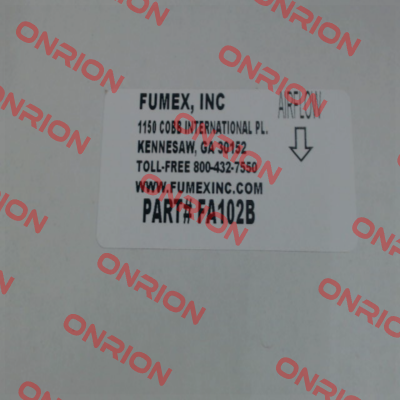 FUMEX, INC
AIRFLOW
1150 COBB INTERNATIONAL PL.
KENNESAW, GA 30152
TOLL-FREE 800-432-7550
WWW.FUMEXINC.COM
PART# FA102B
ONRION
ONRION
ONRION
ONRION
ONRION
ONRION
ONRION
ONRION
ONRION